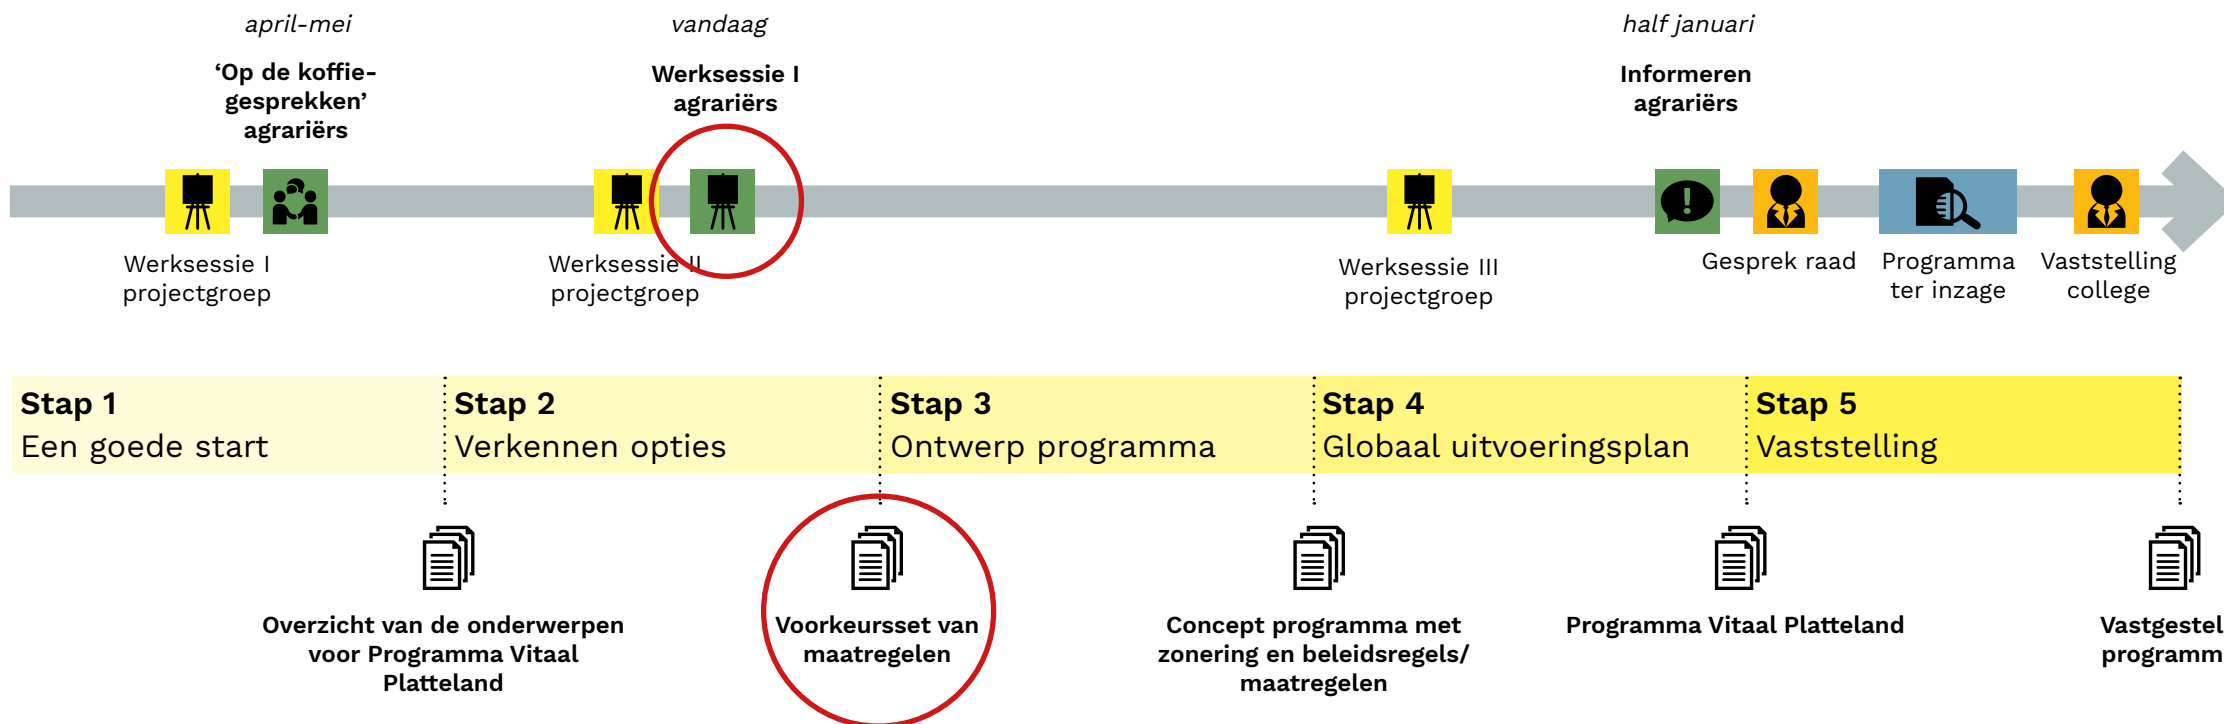 april-mei
vandaag
half januari
‘Op de koffie-
gesprekken’
agrariërs
Werksessie I
agrariërs
Informeren
agrariërs
Werksessie I
projectgroep
Werksessie II
projectgroep
Werksessie III
projectgroep
Gesprek raad
Programma
ter inzage
Vaststelling
college
Stap 1
Een goede start
Stap 2
Verkennen opties
Stap 3
Ontwerp programma
Stap 4
Globaal uitvoeringsplan
Stap 5
Vaststelling
Overzicht van de onderwerpen
voor Programma Vitaal
Platteland
Voorkeursset van
maatregelen
Concept programma met
zonering en beleidsregels/
maatregelen
Programma Vitaal Platteland
Vastgestel
programm